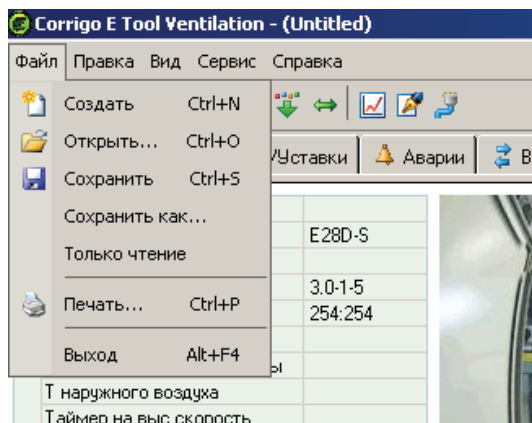 Corrigo E Tool Ventilation - (Untitled)
Файл Правка Вид Сервис Справка
Создать Ctrl+N
Открыть... Ctrl+O
/Уставки Аварии
Сохранить Ctrl+S
Сохранить как...
E28D-S
Только чтение
3.0-1-5
Печать... Ctrl+P
254:254
Выход Alt+F4
ы
Т наружного воздуха
Таймер на выс скорость